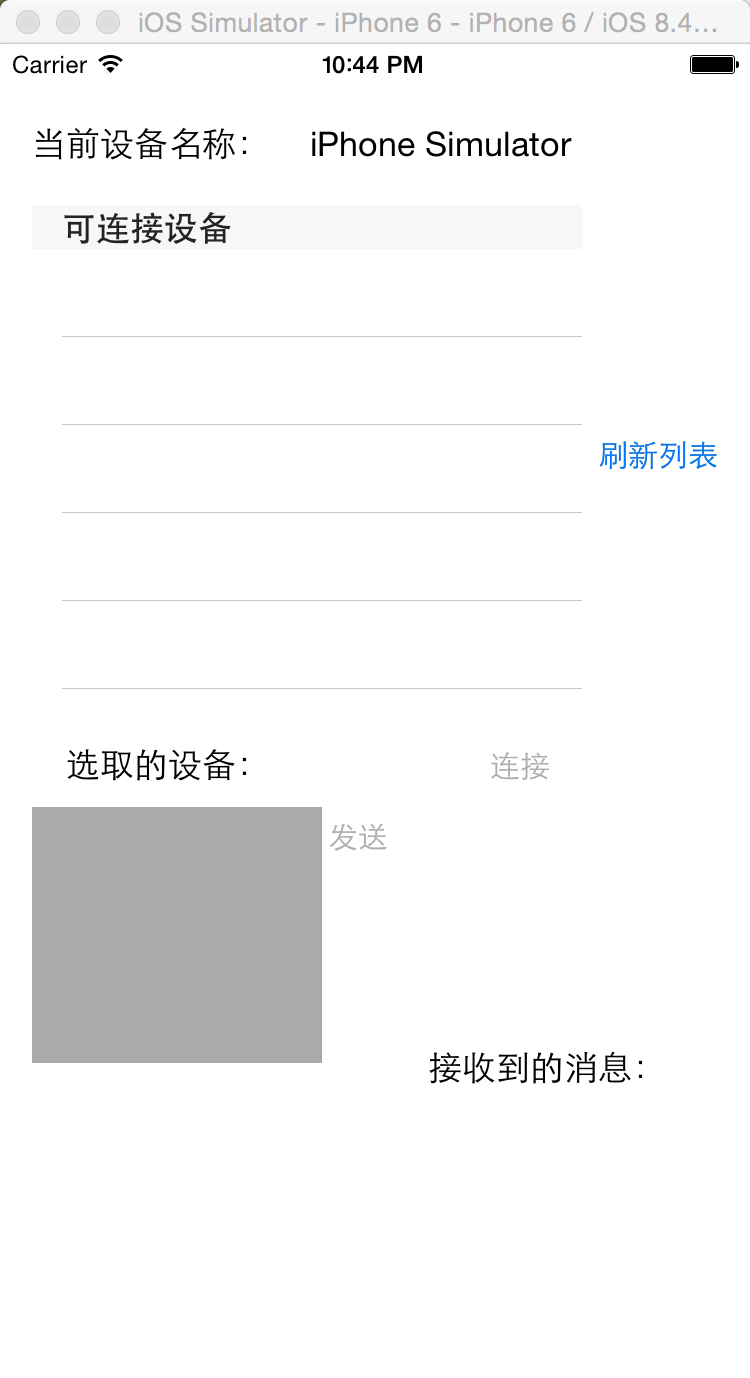 iOS Simulator - iPhone 6 - iPhone 6 / iOS 8.4...
Carrier 10:44 PM
当前设备名称： iPhone Simulator
可连接设备
刷新列表
选取的设备： 连接
发送
接收到的消息：